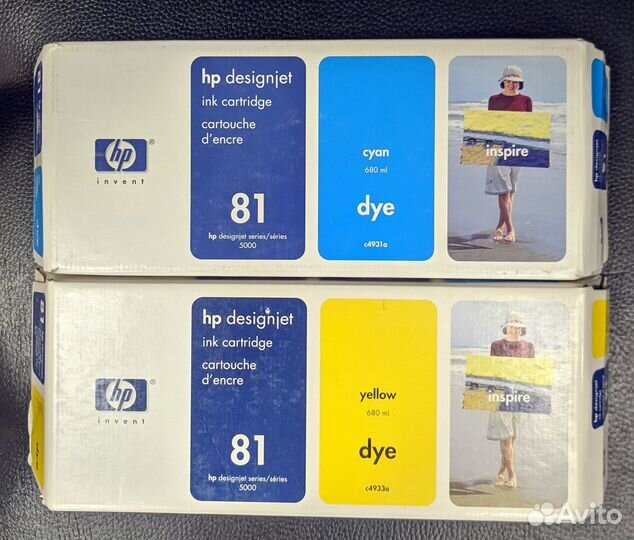 hp designjet
ink cartridge
cartouche
d'encre
81
hp designjet series/séries
5000
cyan
680 ml
dye
c4931a
inspire
hp
®
invent
hp designjet
ink cartridge
cartouche
d'encre
81
hp designjet series/séries
5000
yellow
680 ml
dye
c4933a
inspire
hp
®
invent
Avito